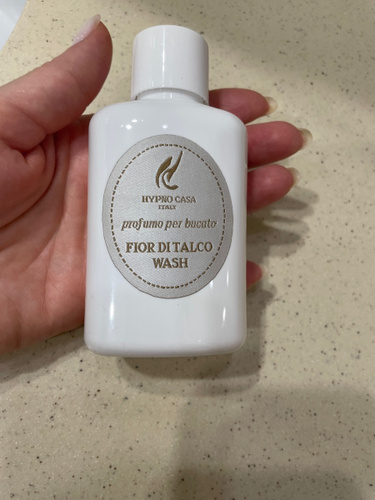 HYPNO CASA
ITALY
profumo per bucato
FIOR DI TALCO
WASH